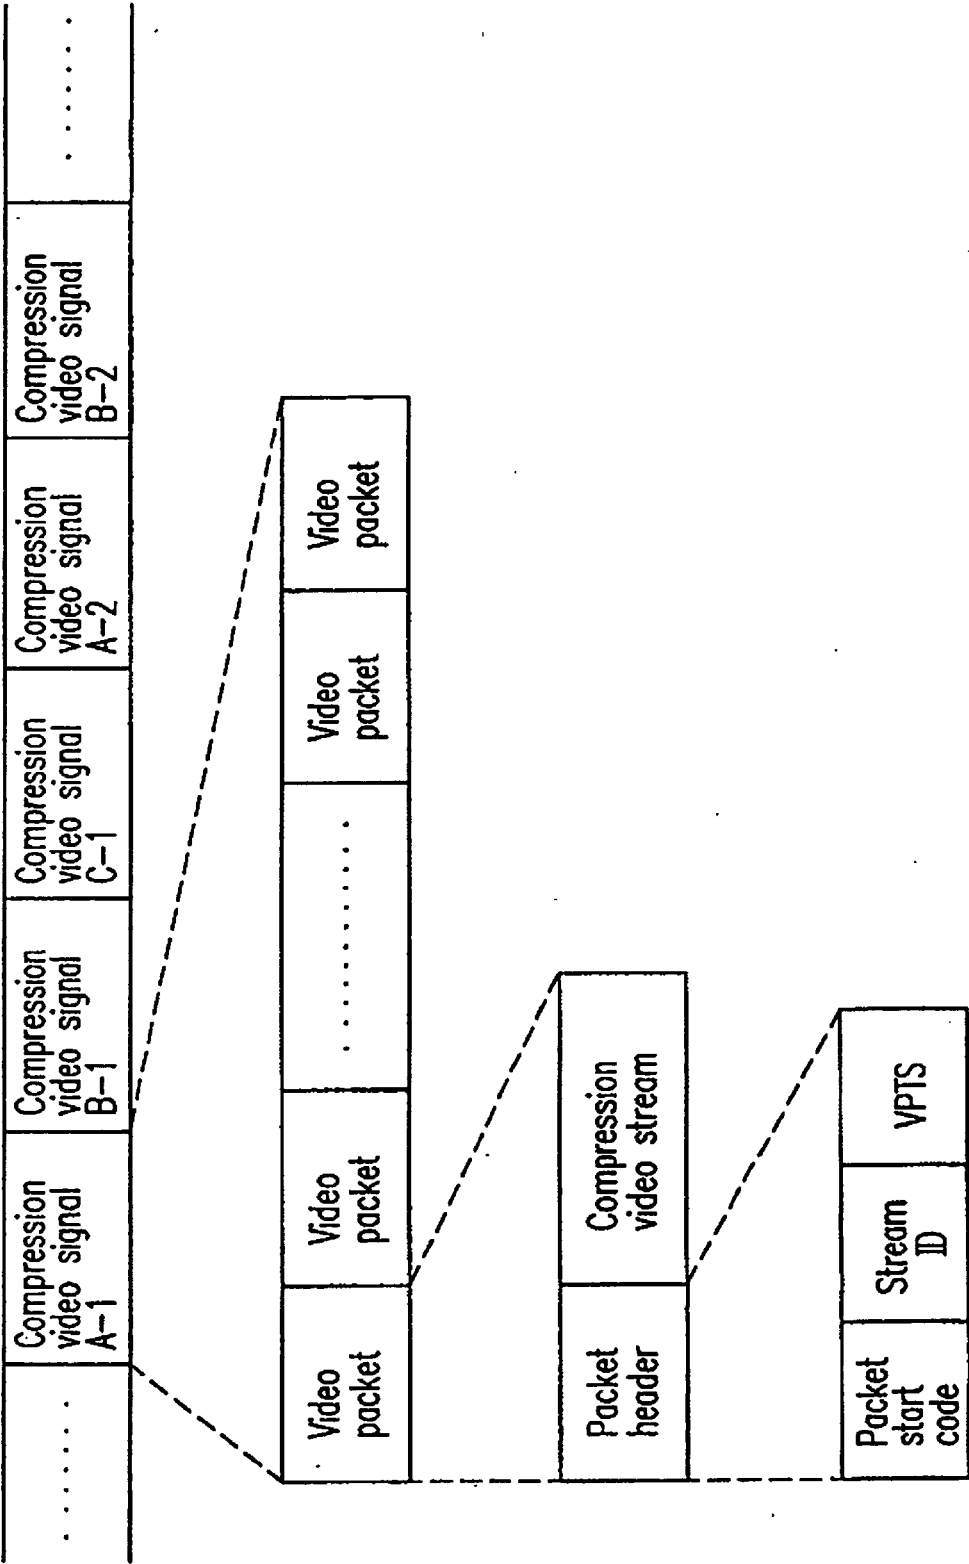 Compression
video signal
A-1
Compression
video signal
B-1
Compression
video signal
C-1
Compression
video signal
A-2
Compression
video signal
B-2
Video
packet
Video
packet
Video
packet
Video
packet
Packet
header
Compression
video stream
Packet
start
code
Stream
ID
VPTS